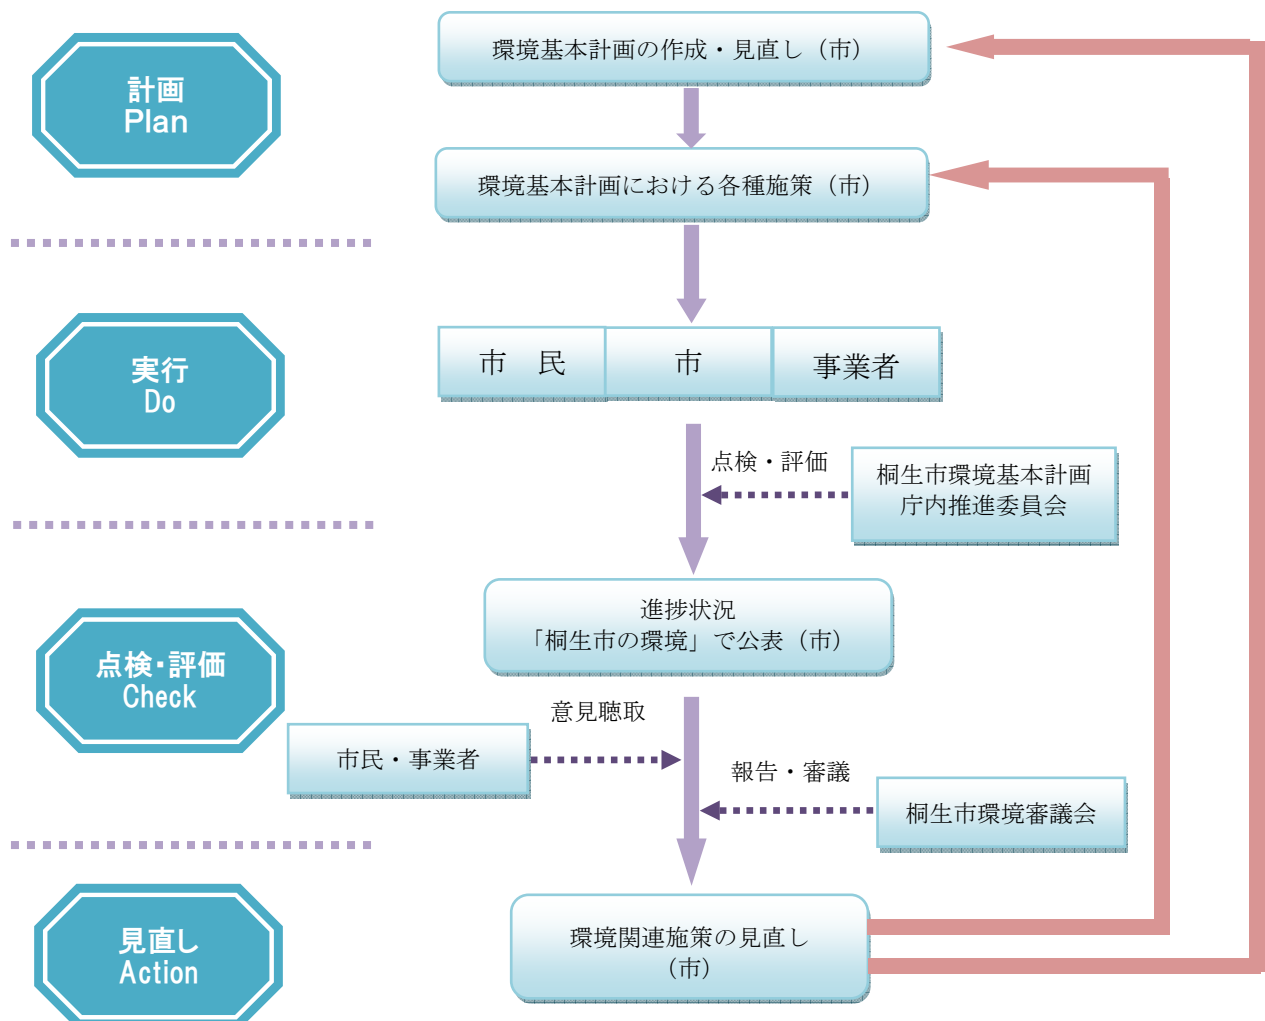 計画
Plan
環境基本計画の作成・見直し（市）
環境基本計画における各種施策（市）
実行
Do
市　民
市
事業者
点検・評価
桐生市環境基本計画
庁内推進委員会
点検・評価
Check
進捗状況
「桐生市の環境」で公表（市）
意見聴取
市民・事業者
報告・審議
桐生市環境審議会
見直し
Action
環境関連施策の見直し
（市）